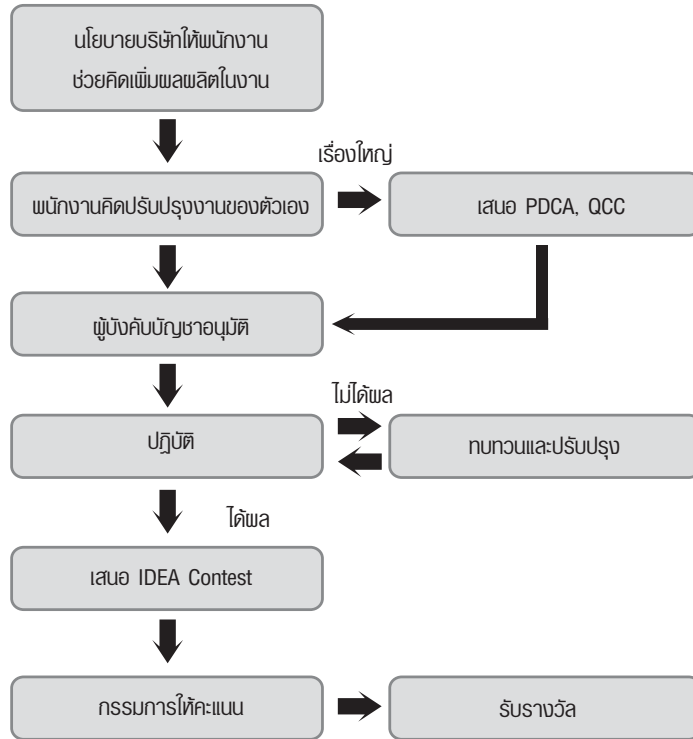 นโยบายบริษัทให้พนักงาน
ช่วยคิดเพิ่มผลผลิตในงาน
เรื่องใหญ่
พนักงานคิดปรับปรุงงานของตัวเอง
เสนอ PDCA, QCC
ผู้บังคับบัญชาอนุมัติ
ไม่ได้ผล
ปฏิบัติ
ทบทวนและปรับปรุง
ได้ผล
เสนอ IDEA Contest
กรรมการให้คะแนน
รับรางวัล